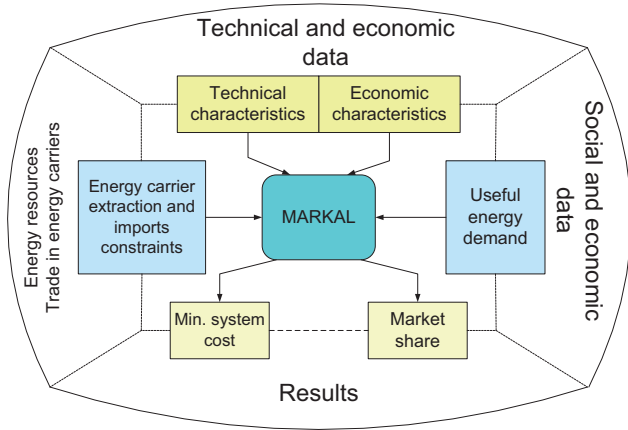 Technical and economic
data
Technical
characteristics
Economic
characteristics
Energy resources
Trade in energy carriers
Energy carrier
extraction and
imports
constraints
MARKAL
Useful
energy
demand
Social and economic
data
Min. system
cost
Market
share
Results